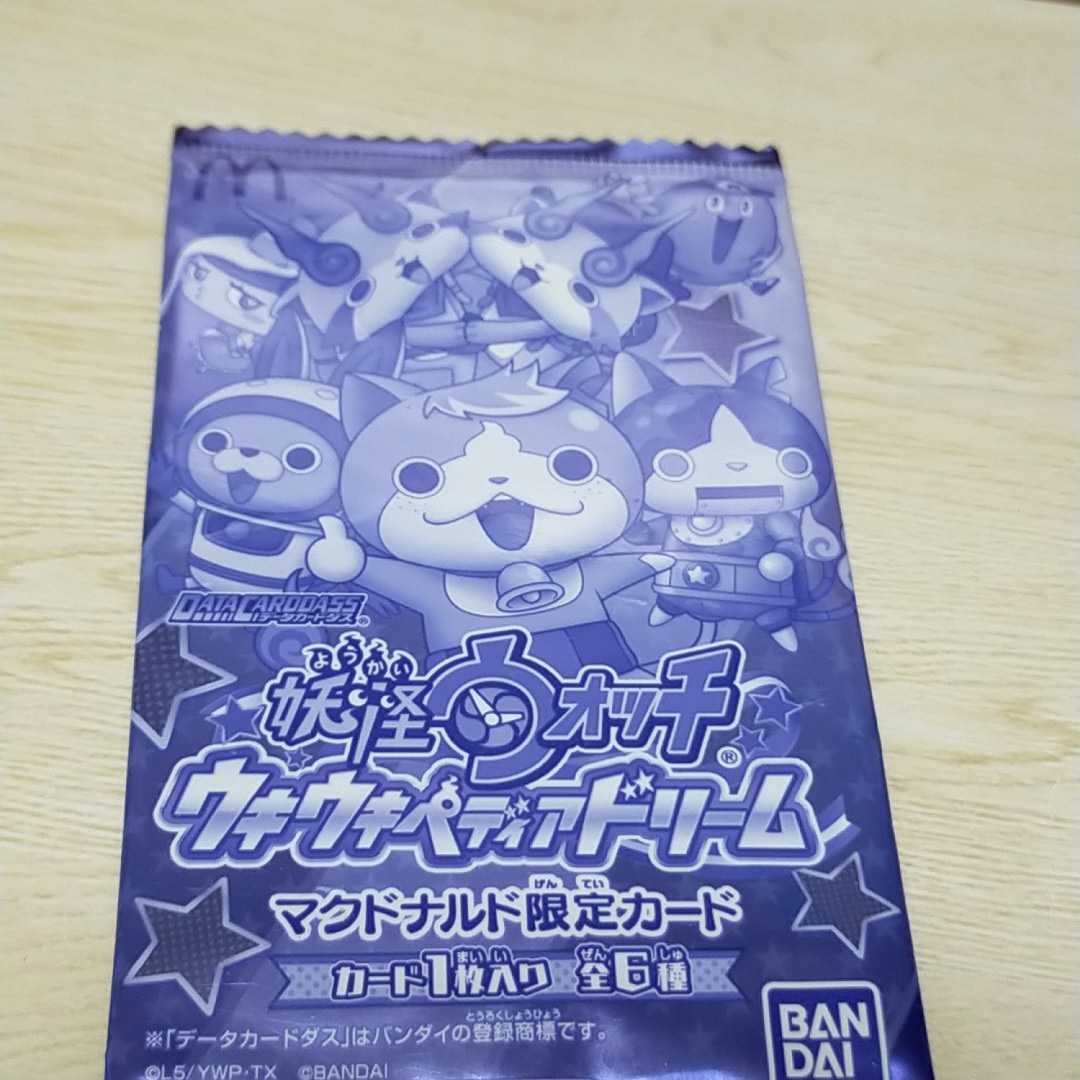 m
DATA CARDDASS
データカードダス®
ようかい
妖怪ウォッチ®
ウキウキペディアドリーム
げんてい
マクドナルド限定カード
まいい ぜん しゅ
カード1枚入り 全6種
とうろくしょうひょう
※「データカードダス」はバンダイの登録商標です。
©L5/YWP・TX ©BANDAI
BAN
DAI